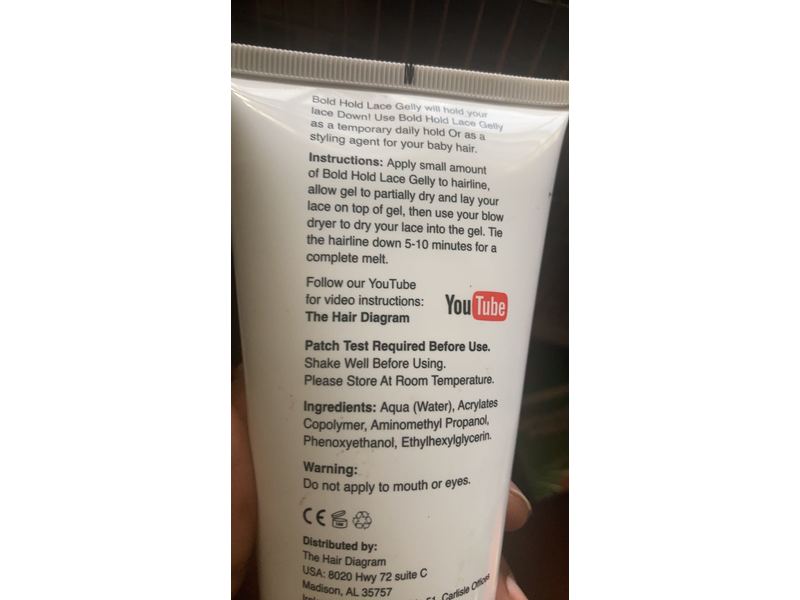 Bold Hold Lace Gelly will hold your
lace Down! Use Bold Hold Lace Gelly
as a temporary daily hold Or as a
styling agent for your baby hair.
Instructions: Apply small amount
of Bold Hold Lace Gelly to hairline,
allow gel to partially dry and lay your
lace on top of gel, then use your blow
dryer to dry your lace into the gel. Tie
the hairline down 5-10 minutes for a
complete melt.
Follow our YouTube
for video instructions:
The Hair Diagram
YouTube
Patch Test Required Before Use.
Shake Well Before Using.
Please Store At Room Temperature.
Ingredients: Aqua (Water), Acrylates
Copolymer, Aminomethyl Propanol,
Phenoxyethanol, Ethylhexylglycerin.
Warning:
Do not apply to mouth or eyes.
CE
Distributed by:
The Hair Diagram
USA: 8020 Hwy 72 suite C
Madison, AL 35757
51, Carlisle Offices